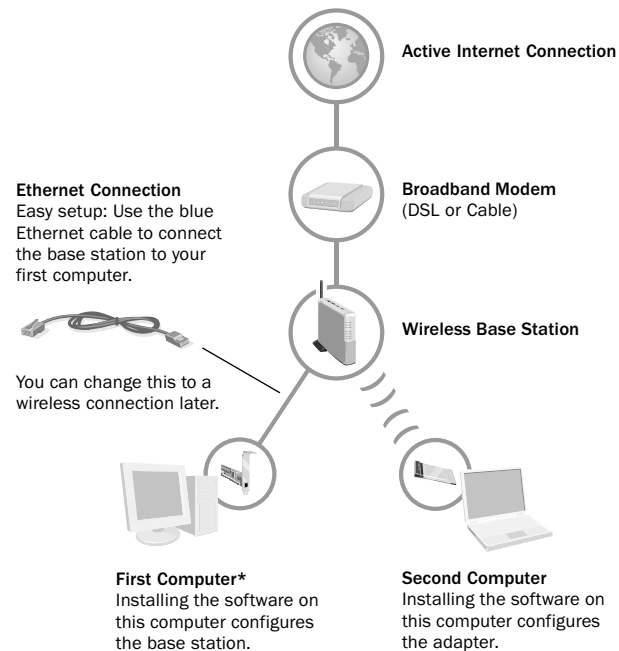 Active Internet Connection
Broadband Modem
(DSL or Cable)
Ethernet Connection
Easy setup: Use the blue
Ethernet cable to connect
the base station to your
first computer.
Wireless Base Station
You can change this to a
wireless connection later.
First Computer*
Installing the software on
this computer configures
the base station.
Second Computer
Installing the software on
this computer configures
the adapter.